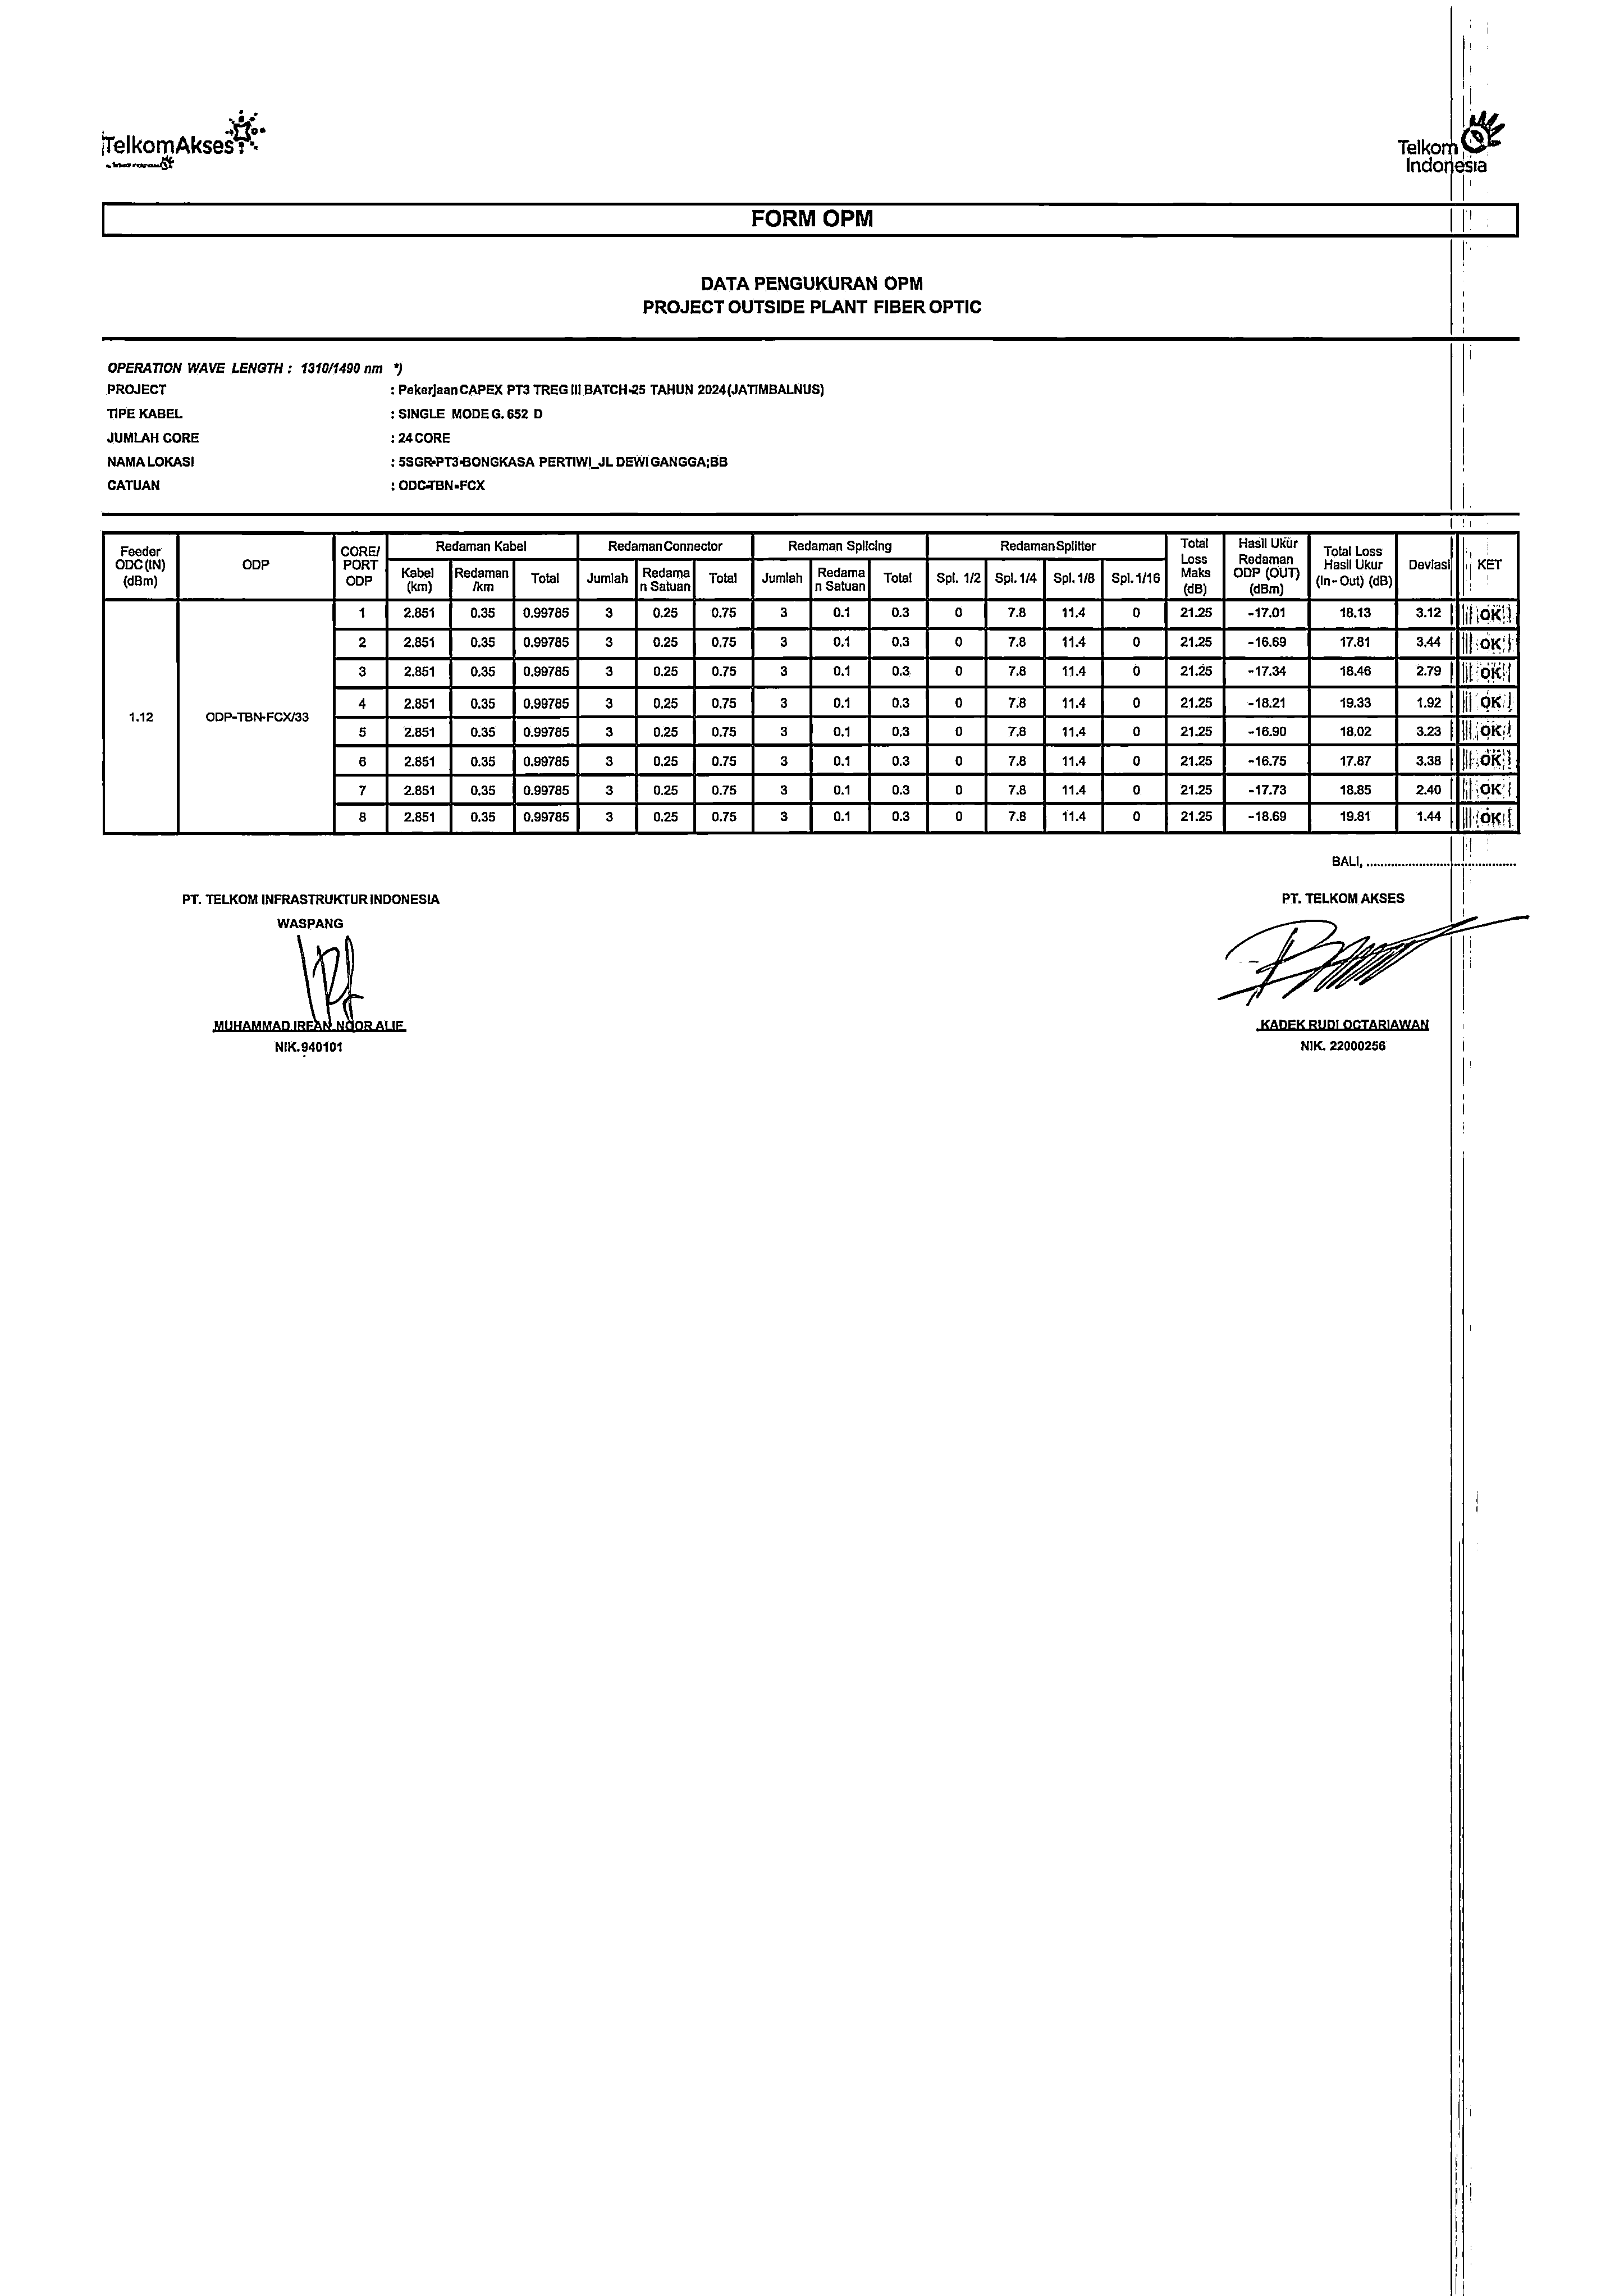 TelkomAkses
Telkom
Indonesia
FORM OPM
DATA PENGUKURAN OPM
PROJECT OUTSIDE PLANT FIBER OPTIC
OPERATION WAVE LENGTH : 1310/1490 nm *)
PROJECT : Pekerjaan CAPEX PT3 TREG III BATCH-25 TAHUN 2024 (JATIMBALNUS)
TIPE KABEL : SINGLE MODE G. 652 D
JUMLAH CORE : 24 CORE
NAMA LOKASI : 5SGR-PT3-BONGKASA PERTIWI_JL DEWI GANGGA;BB
CATUAN : ODC-TBN-FCX
Feeder ODC (IN) (dBm) ODP CORE/ PORT ODP Redaman Kabel Redaman Connector Redaman Splicing Redaman Splitter Total Loss Maks (dB) Hasil Ukur Redaman ODP (OUT) (dBm) Total Loss Hasil Ukur (In - Out) (dB) Deviasi KET
Kabel (km) Redaman /km Total Jumlah Redama n Satuan Total Jumlah Redama n Satuan Total Spl. 1/2 Spl. 1/4 Spl. 1/8 Spl. 1/16
1 2.851 0.35 0.99785 3 0.25 0.75 3 0.1 0.3 0 7.8 11.4 0 21.25 -17.01 18.13 3.12 OK
2 2.851 0.35 0.99785 3 0.25 0.75 3 0.1 0.3 0 7.8 11.4 0 21.25 -16.69 17.81 3.44 OK
3 2.851 0.35 0.99785 3 0.25 0.75 3 0.1 0.3 0 7.8 11.4 0 21.25 -17.34 18.46 2.79 OK
1.12 ODP-TBN-FCX/33
4 2.851 0.35 0.99785 3 0.25 0.75 3 0.1 0.3 0 7.8 11.4 0 21.25 -18.21 19.33 1.92 OK
5 2.851 0.35 0.99785 3 0.25 0.75 3 0.1 0.3 0 7.8 11.4 0 21.25 -16.90 18.02 3.23 OK
6 2.851 0.35 0.99785 3 0.25 0.75 3 0.1 0.3 0 7.8 11.4 0 21.25 -16.75 17.87 3.38 OK
7 2.851 0.35 0.99785 3 0.25 0.75 3 0.1 0.3 0 7.8 11.4 0 21.25 -17.73 18.85 2.40 OK
8 2.851 0.35 0.99785 3 0.25 0.75 3 0.1 0.3 0 7.8 11.4 0 21.25 -18.69 19.81 1.44 OK
BALI, ..........................................
PT. TELKOM INFRASTRUKTUR INDONESIA
WASPANG
MUHAMMAD IRFAN NOOR ALIF
NIK. 940101
PT. TELKOM AKSES
KADEK RUDI OCTARIAWAN
NIK. 22000256